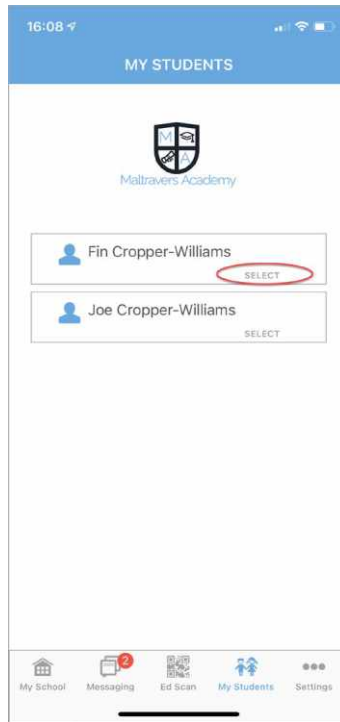 16:08
MY STUDENTS
M
A
Maltravers Academy
Fin Cropper-Williams
SELECT
Joe Cropper-Williams
SELECT
2
My School Messaging Ed Scan My Students Settings